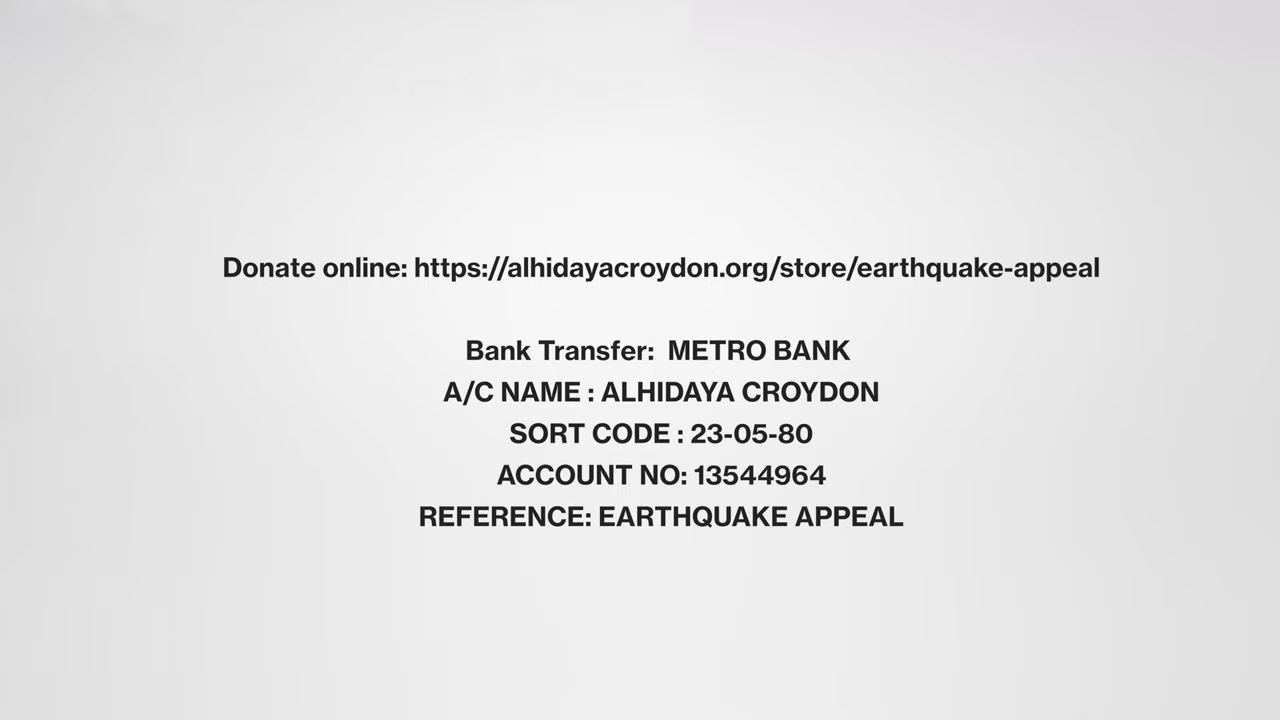 Donate online: https://alhidayacroydon.org/store/earthquake-appeal
Bank Transfer:  METRO BANK
A/C NAME : ALHIDAYA CROYDON
SORT CODE : 23-05-80
ACCOUNT NO: 13544964
REFERENCE: EARTHQUAKE APPEAL